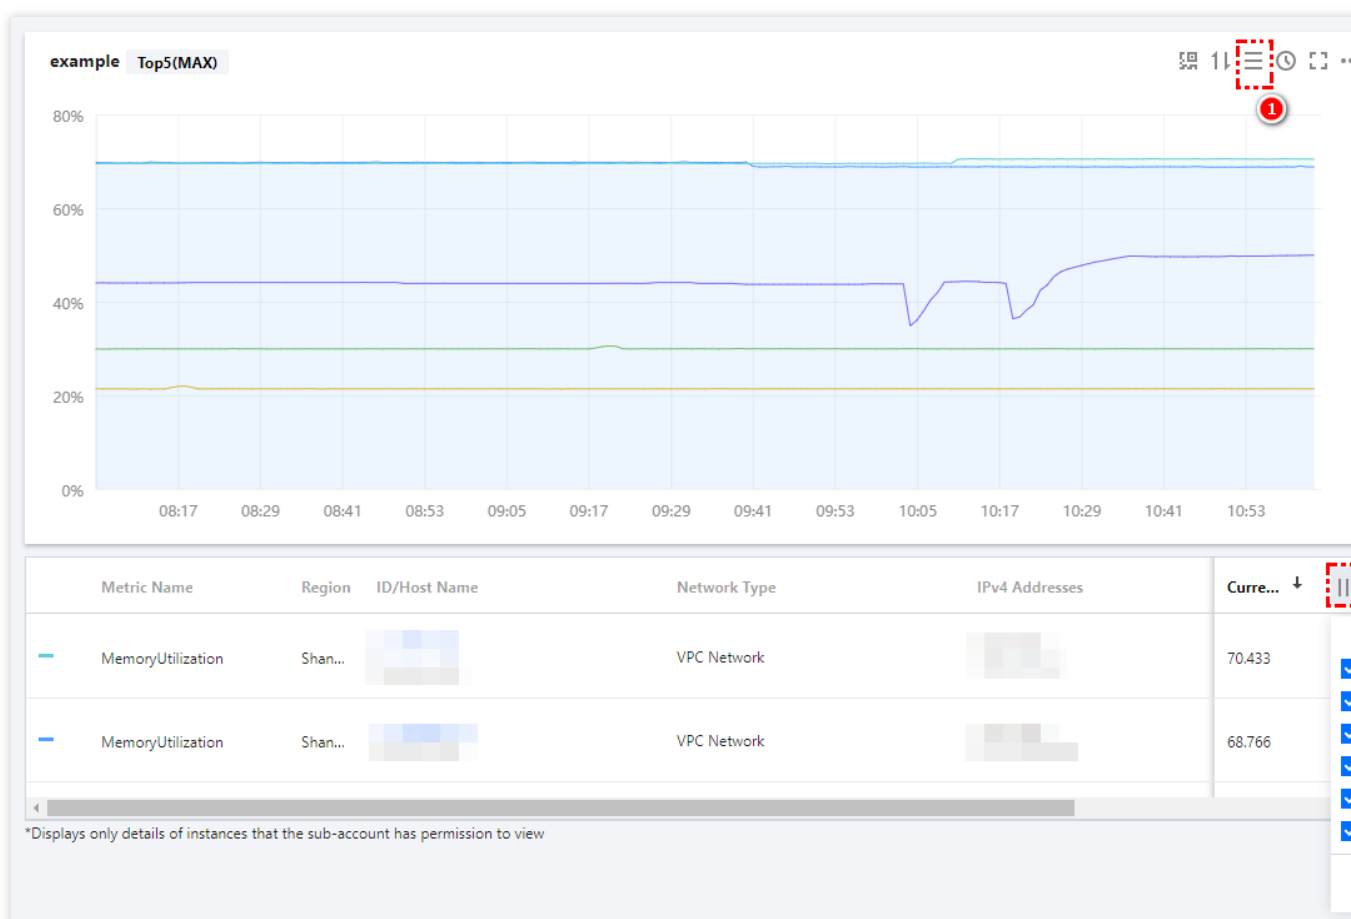 example Top5(MAX)
1
80%
60%
40%
20%
0%
08:17 08:29 08:41 08:53 09:05 09:17 09:29 09:41 09:53 10:05 10:17 10:29 10:41 10:53
Metric Name Region ID/Host Name Network Type IPv4 Addresses Curre...
MemoryUtilization Shan... VPC Network 70.433
MemoryUtilization Shan... VPC Network 68.766
*Displays only details of instances that the sub-account has permission to view